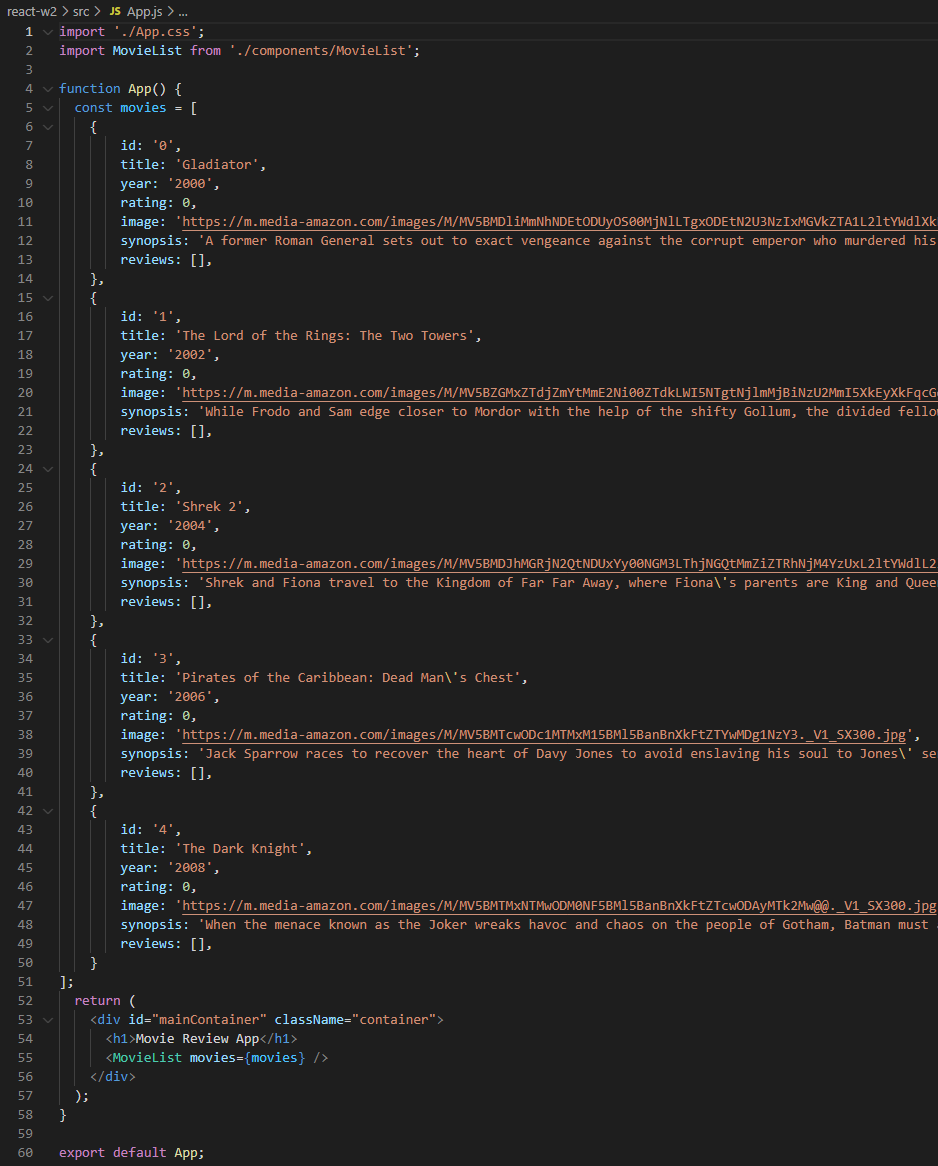 react-w2 > src > JS App.js > ...
1 import './App.css';
2 import MovieList from './components/MovieList';
3
4 function App() {
5 const movies = [
6 {
7 id: '0',
8 title: 'Gladiator',
9 year: '2000',
10 rating: 0,
11 image: 'https://m.media-amazon.com/images/M/MV5BMDliMmNhNDEtODUyOS00MjNlLTgxODEtN2U3NzIxMGVkZTA1L2ltYWdlXk
12 synopsis: 'A former Roman General sets out to exact vengeance against the corrupt emperor who murdered his
13 reviews: [],
14 },
15 {
16 id: '1',
17 title: 'The Lord of the Rings: The Two Towers',
18 year: '2002',
19 rating: 0,
20 image: 'https://m.media-amazon.com/images/M/MV5BZGMxZTdjZmYtMmE2Ni00ZTdkLWI5NTgtNjlmMjBiNzU2MmI5XkEyXkFqcG
21 synopsis: 'While Frodo and Sam edge closer to Mordor with the help of the shifty Gollum, the divided fello
22 reviews: [],
23 },
24 {
25 id: '2',
26 title: 'Shrek 2',
27 year: '2004',
28 rating: 0,
29 image: 'https://m.media-amazon.com/images/M/MV5BMDJhMGRjN2QtNDUxYy00NGM3LThjNGQtMmZiZTRhNjM4YzUxL2ltYWdlL2
30 synopsis: 'Shrek and Fiona travel to the Kingdom of Far Far Away, where Fiona\'s parents are King and Quee
31 reviews: [],
32 },
33 {
34 id: '3',
35 title: 'Pirates of the Caribbean: Dead Man\'s Chest',
36 year: '2006',
37 rating: 0,
38 image: 'https://m.media-amazon.com/images/M/MV5BMTcwODc1MTMxM15BMl5BanBnXkFtZTYwMDg1NzY3._V1_SX300.jpg',
39 synopsis: 'Jack Sparrow races to recover the heart of Davy Jones to avoid enslaving his soul to Jones\' se
40 reviews: [],
41 },
42 {
43 id: '4',
44 title: 'The Dark Knight',
45 year: '2008',
46 rating: 0,
47 image: 'https://m.media-amazon.com/images/M/MV5BMTMxNTMwODM0NF5BMl5BanBnXkFtZTcwODAyMTk2Mw@@._V1_SX300.jpg
48 synopsis: 'When the menace known as the Joker wreaks havoc and chaos on the people of Gotham, Batman must
49 reviews: [],
50 }
51 ];
52 return (
53 <div id="mainContainer" className="container">
54 <h1>Movie Review App</h1>
55 <MovieList movies={movies} />
56 </div>
57 );
58 }
59
60 export default App;